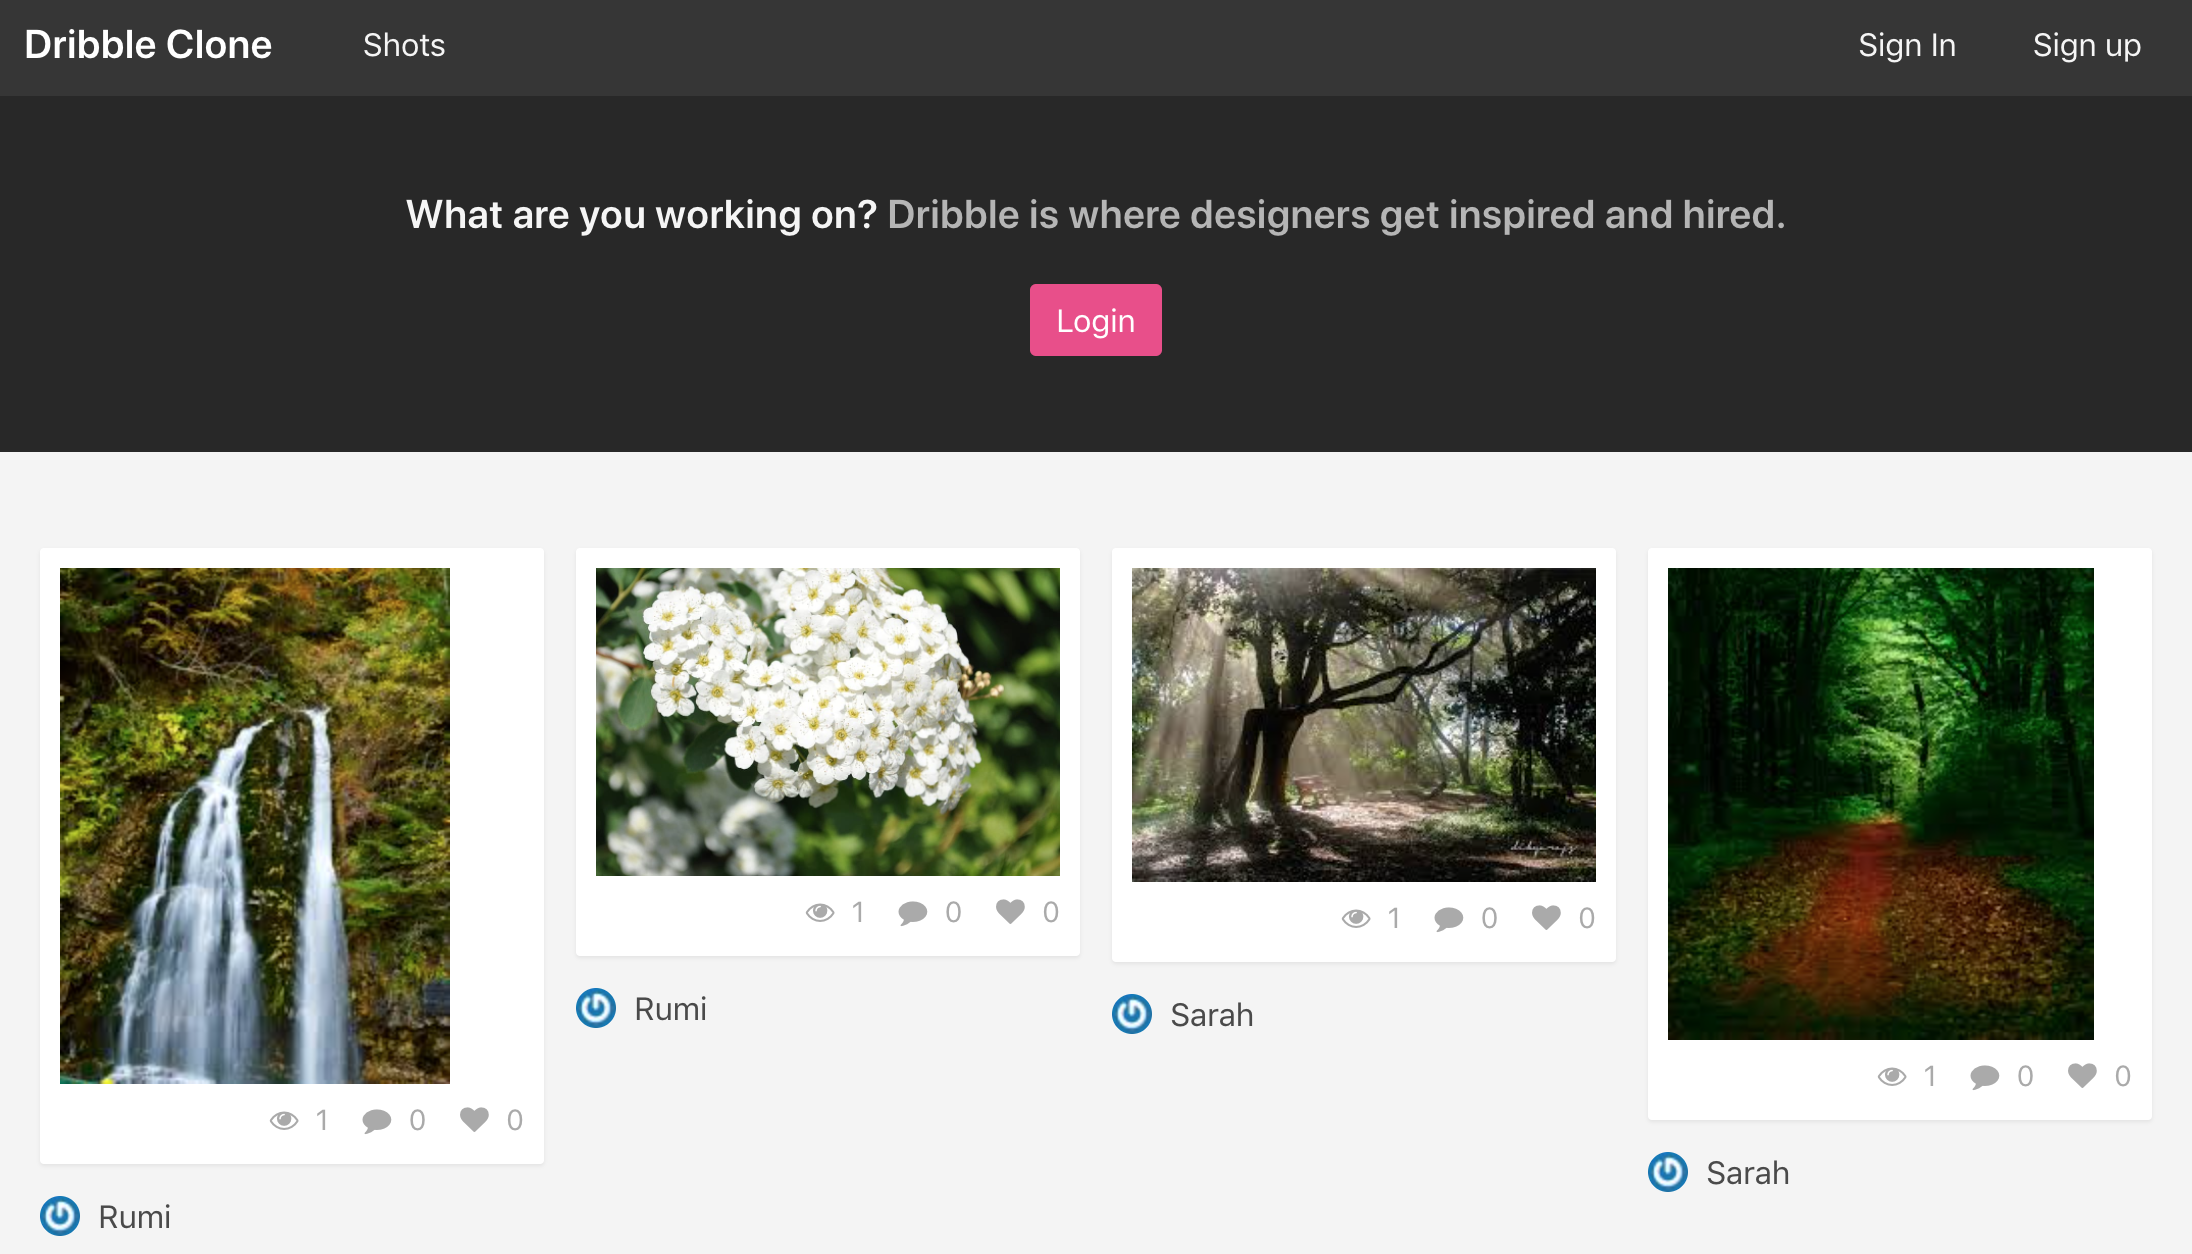 Dribble Clone Shots Sign In Sign up
What are you working on? Dribble is where designers get inspired and hired.
Login
1 0 0
Rumi
1 0 0
Rumi
1 0 0
Sarah
1 0 0
Sarah